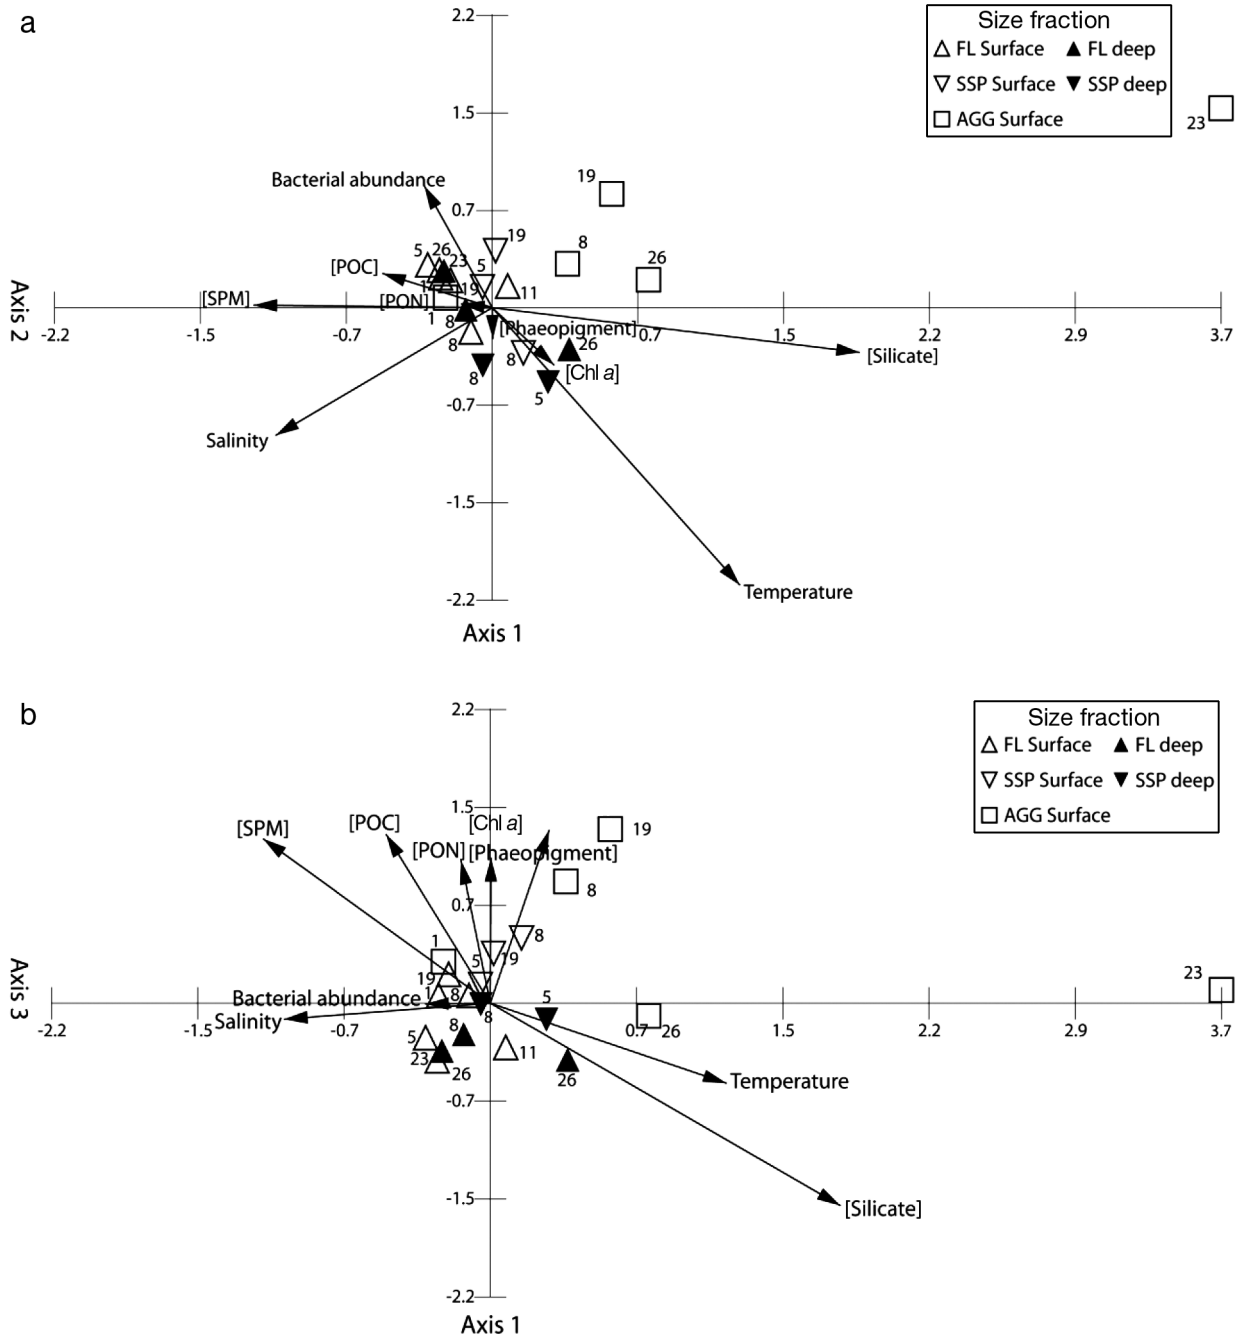 a
2.2
Size fraction
FL Surface FL deep
SSP Surface SSP deep
AGG Surface
1.5
23
Bacterial abundance
19
0.7
19
8
5 26
23
5
26
[POC]
11
19
[SPM]
[PON]
1
8
[Phaeopigment]
-2.2 -1.5 -0.7 0.7 1.5 2.2 2.9 3.7
8
8
26
[Silicate]
8
[Chl a]
5
-0.7
Salinity
-1.5
Temperature
-2.2
Axis 2
Axis 1
b
2.2
Size fraction
FL Surface FL deep
SSP Surface SSP deep
AGG Surface
1.5
[SPM]
[POC]
[Chl a]
19
[PON]
[Phaeopigment]
8
0.7
1
8
19
5
19
23
1
8
Bacterial abundance
5
Salinity
8
-2.2 -1.5 -0.7 0.7 26 1.5 2.2 2.9 3.7
8
5
11
23
26
26
Temperature
-0.7
-1.5
[Silicate]
-2.2
Axis 3
Axis 1